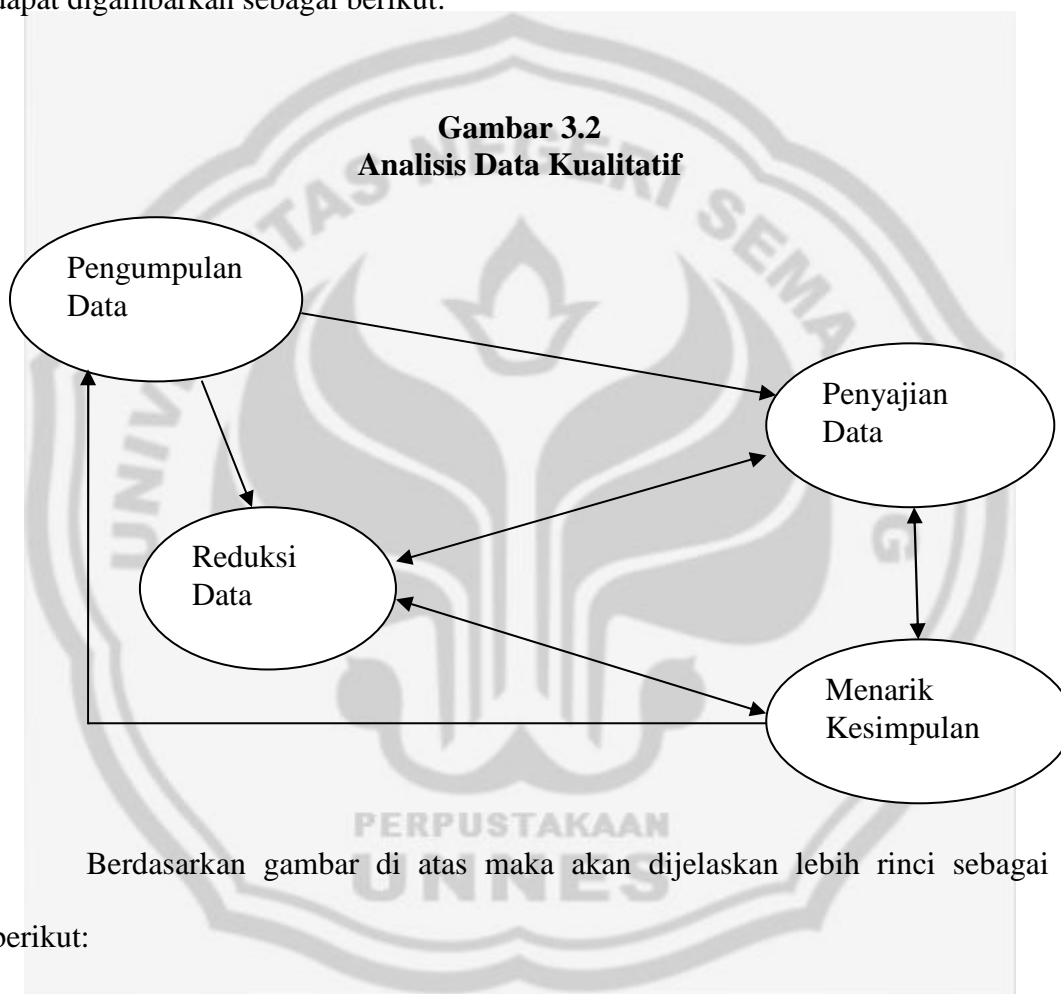 dapat digambarkan sebagai berikut:
Gambar 3.2
Analisis Data Kualitatif
Pengumpulan
Data
Penyajian
Data
Reduksi
Data
Menarik
Kesimpulan
PERPUSTAKAAN
UNNES
Berdasarkan gambar di atas maka akan dijelaskan lebih rinci sebagai
berikut: